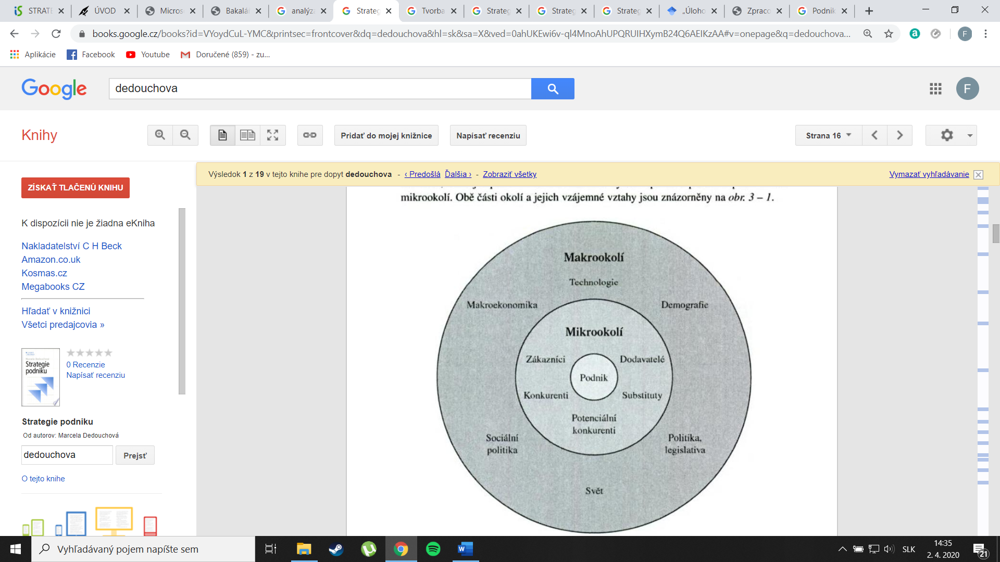 STRATE
ÚVOD
Micros
Bakalái
analýz
Strateg
Tvorba
Strateg
Strateg
Strateg
„Úloho
Zpraco
Podnik
books.google.cz/books?id=VYoydCuL-YMC&printsec=frontcover&dq=dedouchova&hl=sk&sa=X&ved=0ahUKEwi6v-ql4MnoAhUPQRUIHXymB24Q6AEIKzAA#v=onepage&q=dedouchova...
F
Aplikácie
Facebook
Youtube
Doručené (859) - zu...
Google
dedouchova
F
Knihy
Pridať do mojej knižnice
Napísať recenziu
Strana 16
Výsledok 1 z 19 v tejto knihe pre dopyt dedouchova - ‹ Predošlá Ďalšia › - Zobraziť všetky
Vymazať vyhľadávanie
ZÍSKAŤ TLAČENÚ KNIHU
K dispozícii nie je žiadna eKniha
Nakladatelství C H Beck
Amazon.co.uk
Kosmas.cz
Megabooks CZ
Hľadať v knižnici
Všetci predajcovia »
Marcela Dedouchová
Strategie
podniku
0 Recenzie
Napísať recenziu
Strategie podniku
Od autorov: Marcela Dedouchová
dedouchova
Prejsť
O tejto knihe
mikrookolí. Obě části okolí a jejich vzájemné vztahy jsou znázorněny na obr. 3 – 1.
Makrookolí
Technologie
Makroekonomika
Demografie
Mikrookolí
Zákazníci
Dodavatelé
Podnik
Konkurenti
Substituty
Potenciální
konkurenti
Sociální
politika
Politika,
legislativa
Svět
Vyhľadávaný pojem napíšte sem
SLK
14:35
2. 4. 2020
21